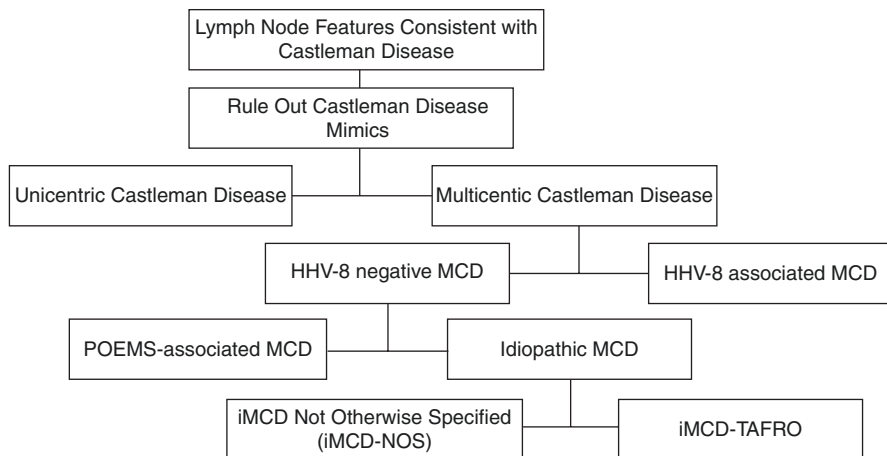 Lymph Node Features Consistent with
Castleman Disease
Rule Out Castleman Disease
Mimics
Unicentric Castleman Disease
Multicentic Castleman Disease
HHV-8 negative MCD
HHV-8 associated MCD
POEMS-associated MCD
Idiopathic MCD
iMCD Not Otherwise Specified
(iMCD-NOS)
iMCD-TAFRO